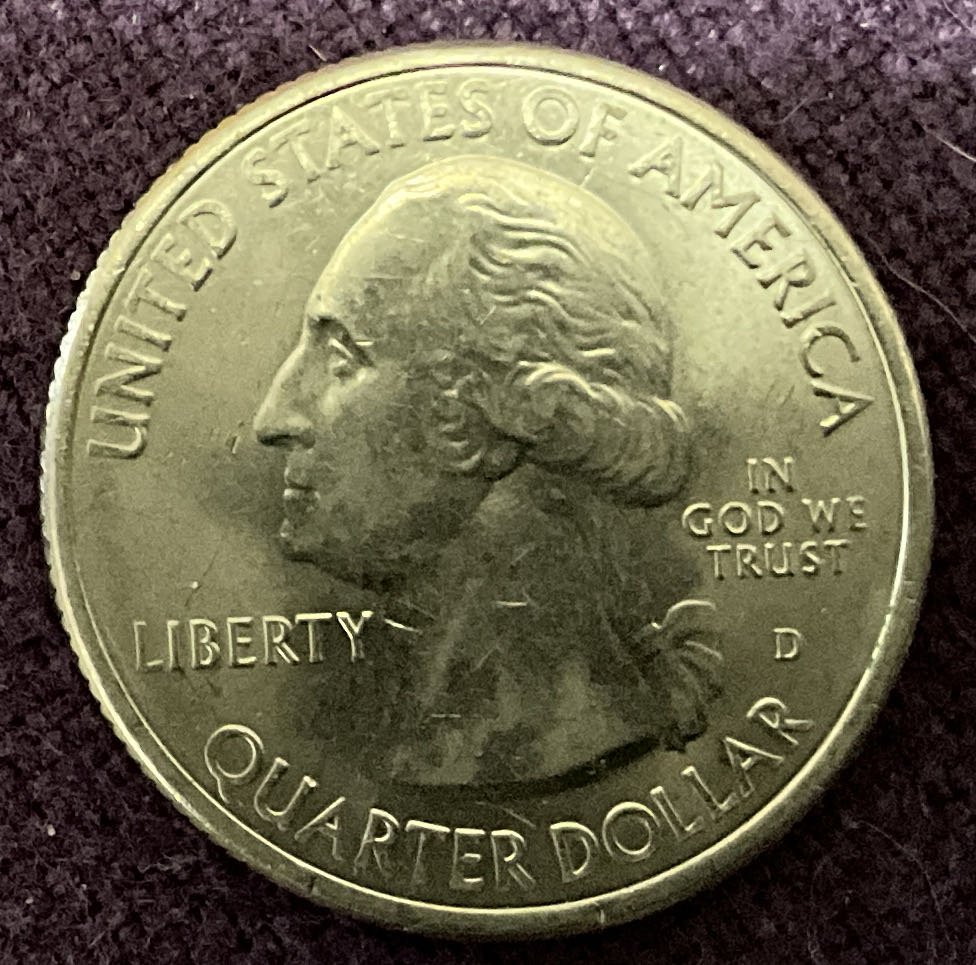 UNITED STATES OF AMERICA
IN
GOD WE
TRUST
LIBERTY
D
QUARTER DOLLAR